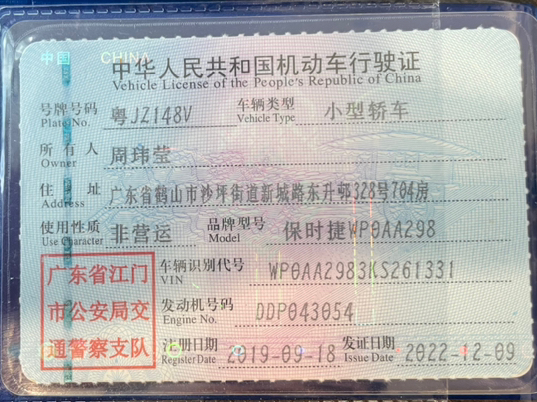 中国 CHINA
中华人民共和国机动车行驶证
Vehicle License of the People's Republic of China
号牌号码 粤JZ148V 车辆类型 小型轿车
Plate No. Vehicle Type
所有人 周玮莹
Owner
住址 广东省鹤山市沙坪街道新城路东升邨328号704房
Address
使用性质 非营运 品牌型号 保时捷WP0AA298
Use Character Model
广东省江门
市公安局交
通警察支队
车辆识别代号 WP0AA2983KS261331
VIN
发动机号码 DDP043054
Engine No.
注册日期 2019-09-18 发证日期 2022-12-09
Register Date Issue Date